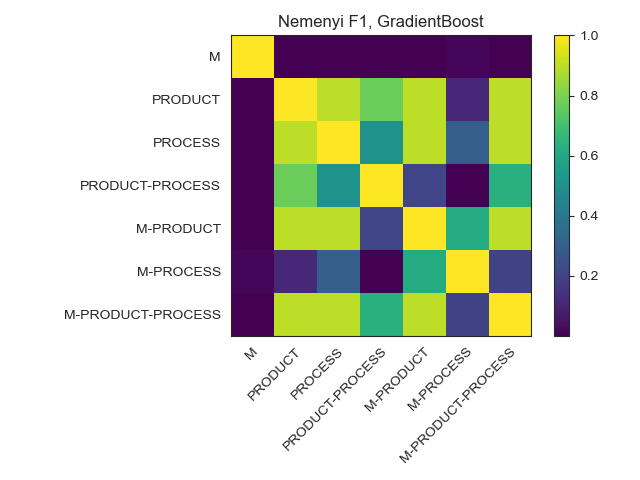 Nemenyi F1, GradientBoost
M
PRODUCT
PROCESS
PRODUCT-PROCESS
M-PRODUCT
M-PROCESS
M-PRODUCT-PROCESS
M
PRODUCT
PROCESS
PRODUCT-PROCESS
M-PRODUCT
M-PROCESS
M-PRODUCT-PROCESS
1.0
0.8
0.6
0.4
0.2